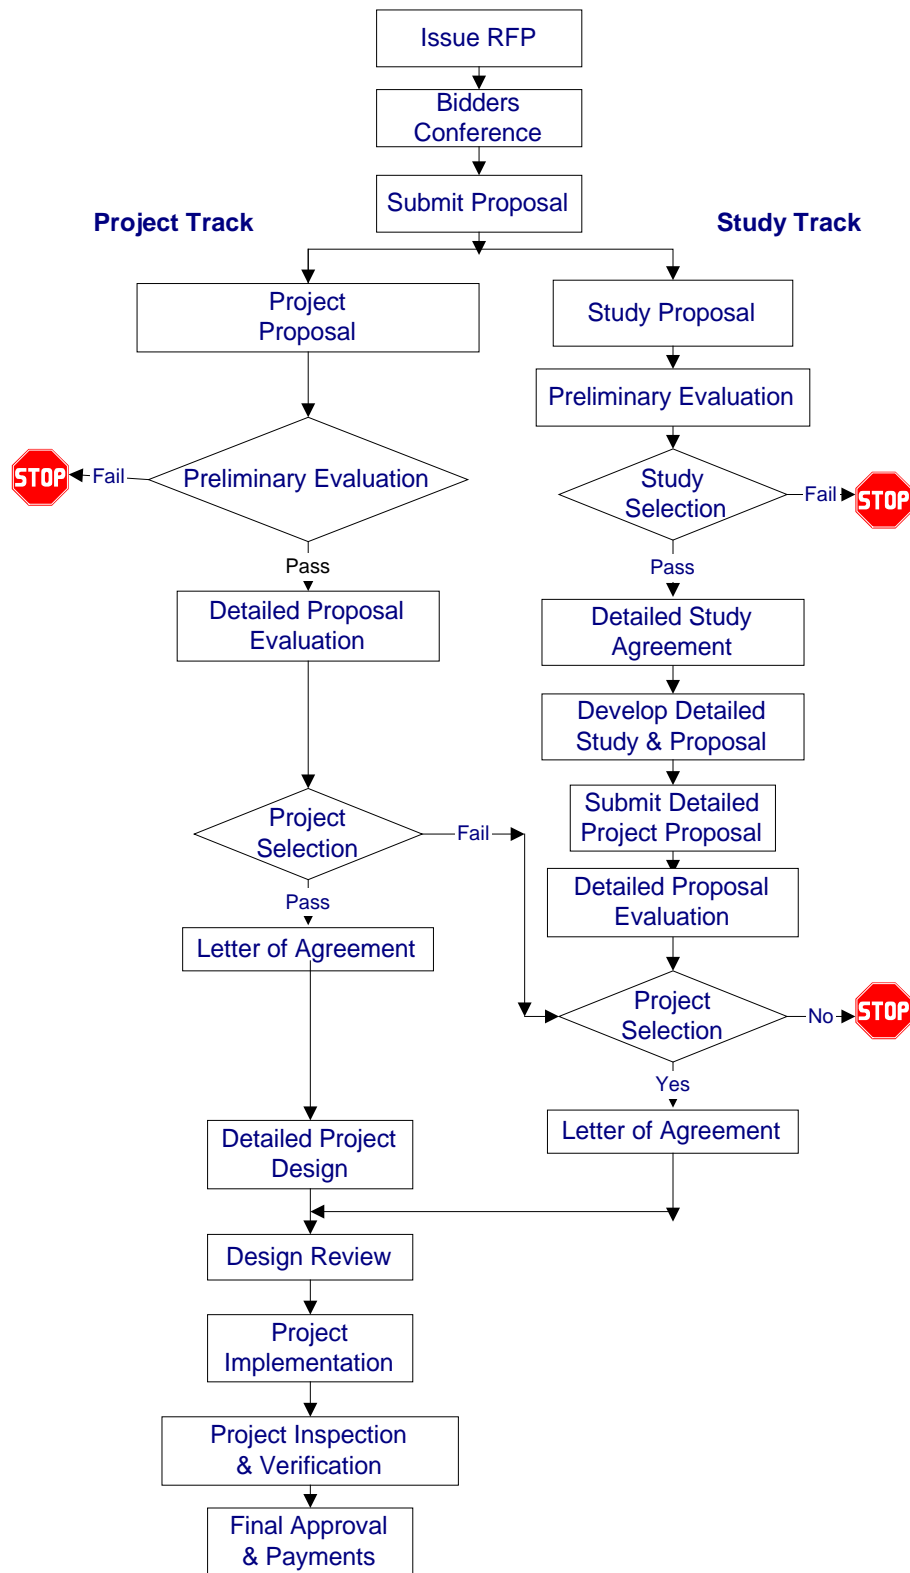 Issue RFP
Bidders
Conference
Submit Proposal
Project Track
Study Track
Project
Proposal
Study Proposal
Preliminary Evaluation
STOP
Fail
Preliminary Evaluation
Study
Selection
Fail
STOP
Pass
Pass
Detailed Proposal
Evaluation
Detailed Study
Agreement
Develop Detailed
Study & Proposal
Submit Detailed
Project Proposal
Project
Selection
Fail
Detailed Proposal
Evaluation
Pass
Letter of Agreement
Project
Selection
No
STOP
Yes
Letter of Agreement
Detailed Project
Design
Design Review
Project
Implementation
Project Inspection
& Verification
Final Approval
& Payments